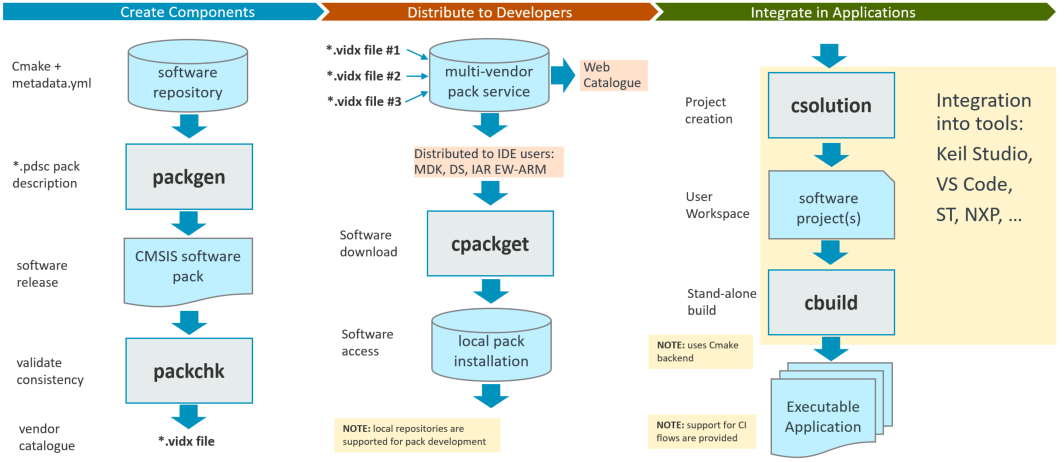 Create Components
Distribute to Developers
Integrate in Applications
Cmake +
metadata.yml
software
repository
*.pdsc pack
description
packgen
software
release
CMSIS software
pack
validate
consistency
packchk
vendor
catalogue
*.vidx file
*.vidx file #1
*.vidx file #2
*.vidx file #3
multi-vendor
pack service
Web
Catalogue
Distributed to IDE users:
MDK, DS, IAR EW-ARM
Software
download
cpackget
Software
access
local pack
installation
NOTE: local repositories are
supported for pack development
Project
creation
csolution
User
Workspace
software
project(s)
Stand-alone
build
cbuild
NOTE: uses Cmake
backend
Executable
Application
NOTE: support for CI
flows are provided
Integration
into tools:
Keil Studio,
VS Code,
ST, NXP, ...